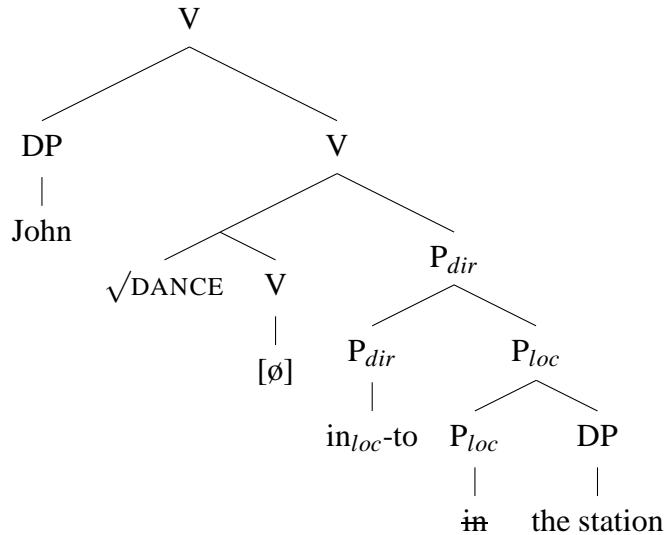 V
DP V
John
√DANCE V P_dir
[ø] P_dir P_loc
in_loc-to P_loc DP
in the station